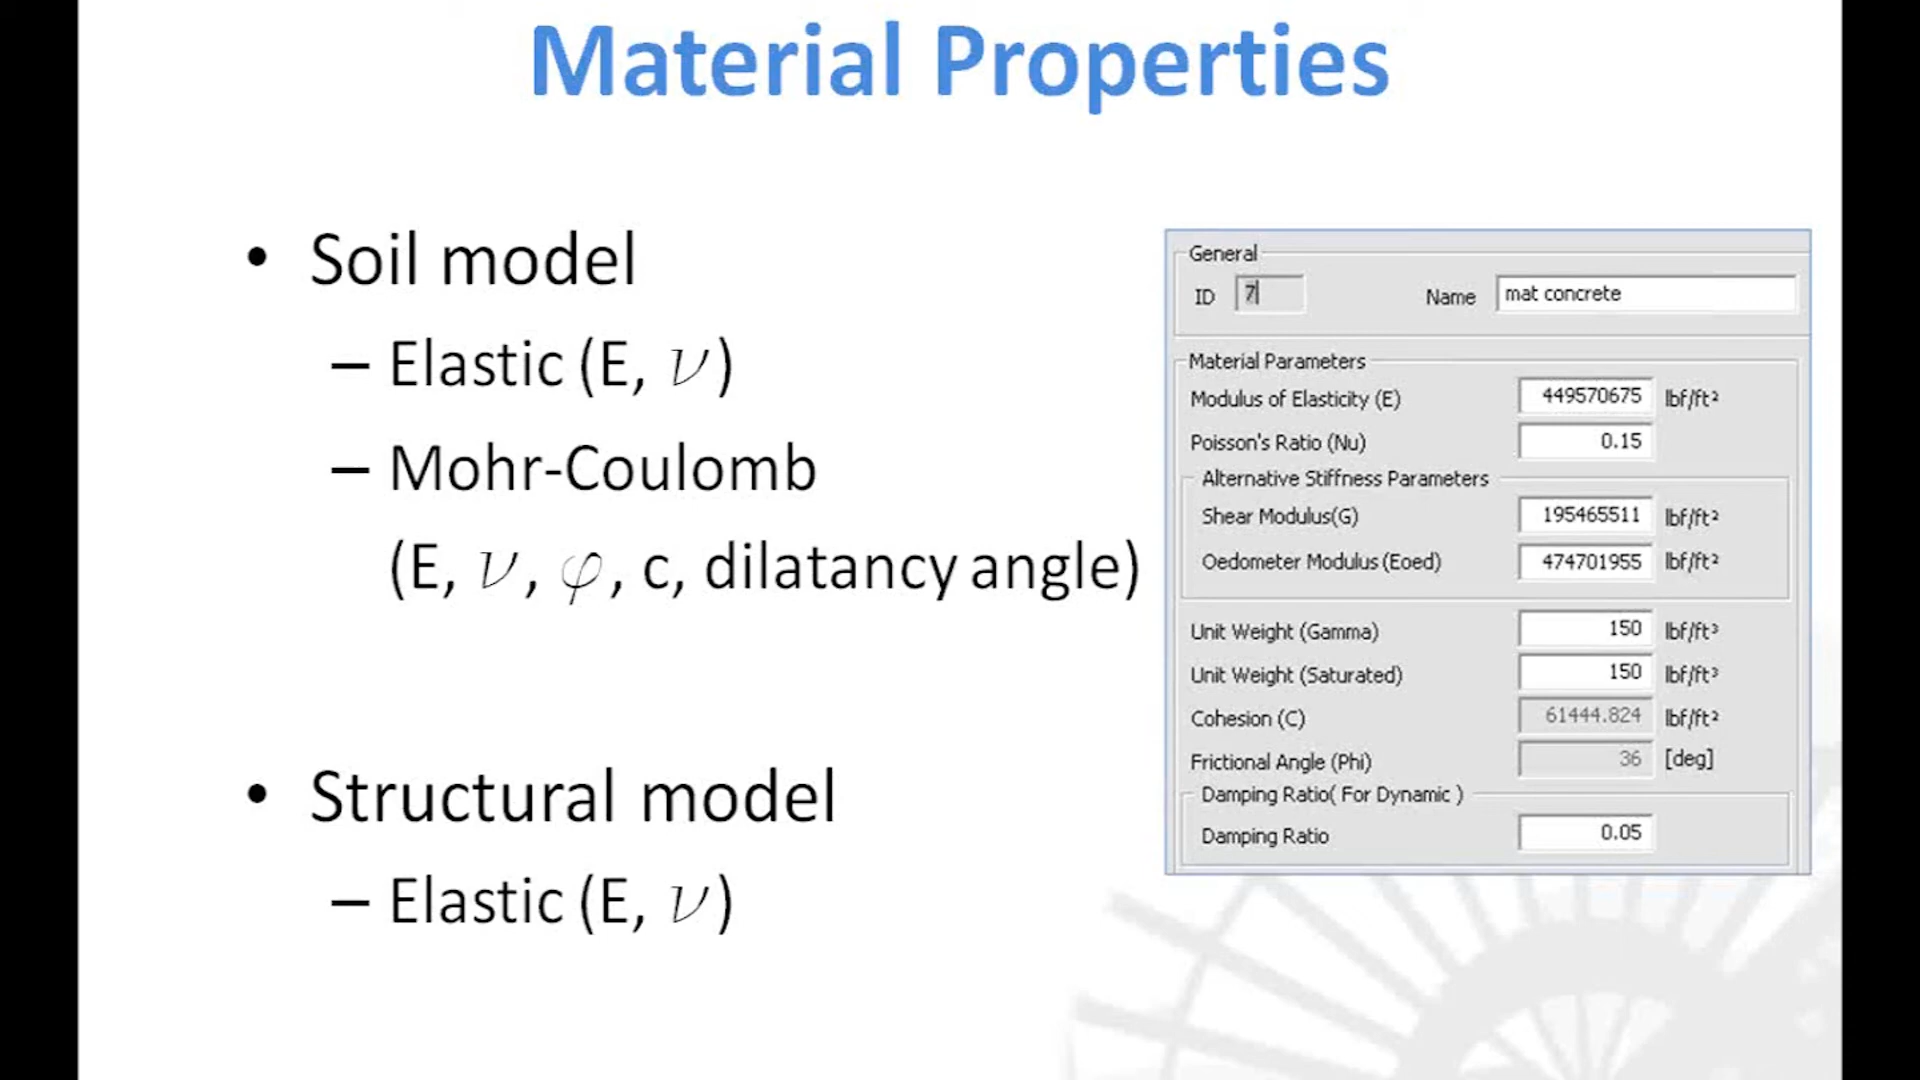 Material Properties
• Soil model
– Elastic (E, ν)
– Mohr-Coulomb
(E, ν, φ, c, dilatancy angle)
• Structural model
– Elastic (E, ν)
General
ID 7 Name mat concrete
Material Parameters
Modulus of Elasticity (E) 449570675 lbf/ft²
Poisson's Ratio (Nu) 0.15
Alternative Stiffness Parameters
Shear Modulus(G) 195465511 lbf/ft²
Oedometer Modulus (Eoed) 474701955 lbf/ft²
Unit Weight (Gamma) 150 lbf/ft³
Unit Weight (Saturated) 150 lbf/ft³
Cohesion (C) 61444.824 lbf/ft²
Frictional Angle (Phi) 36 [deg]
Damping Ratio( For Dynamic )
Damping Ratio 0.05